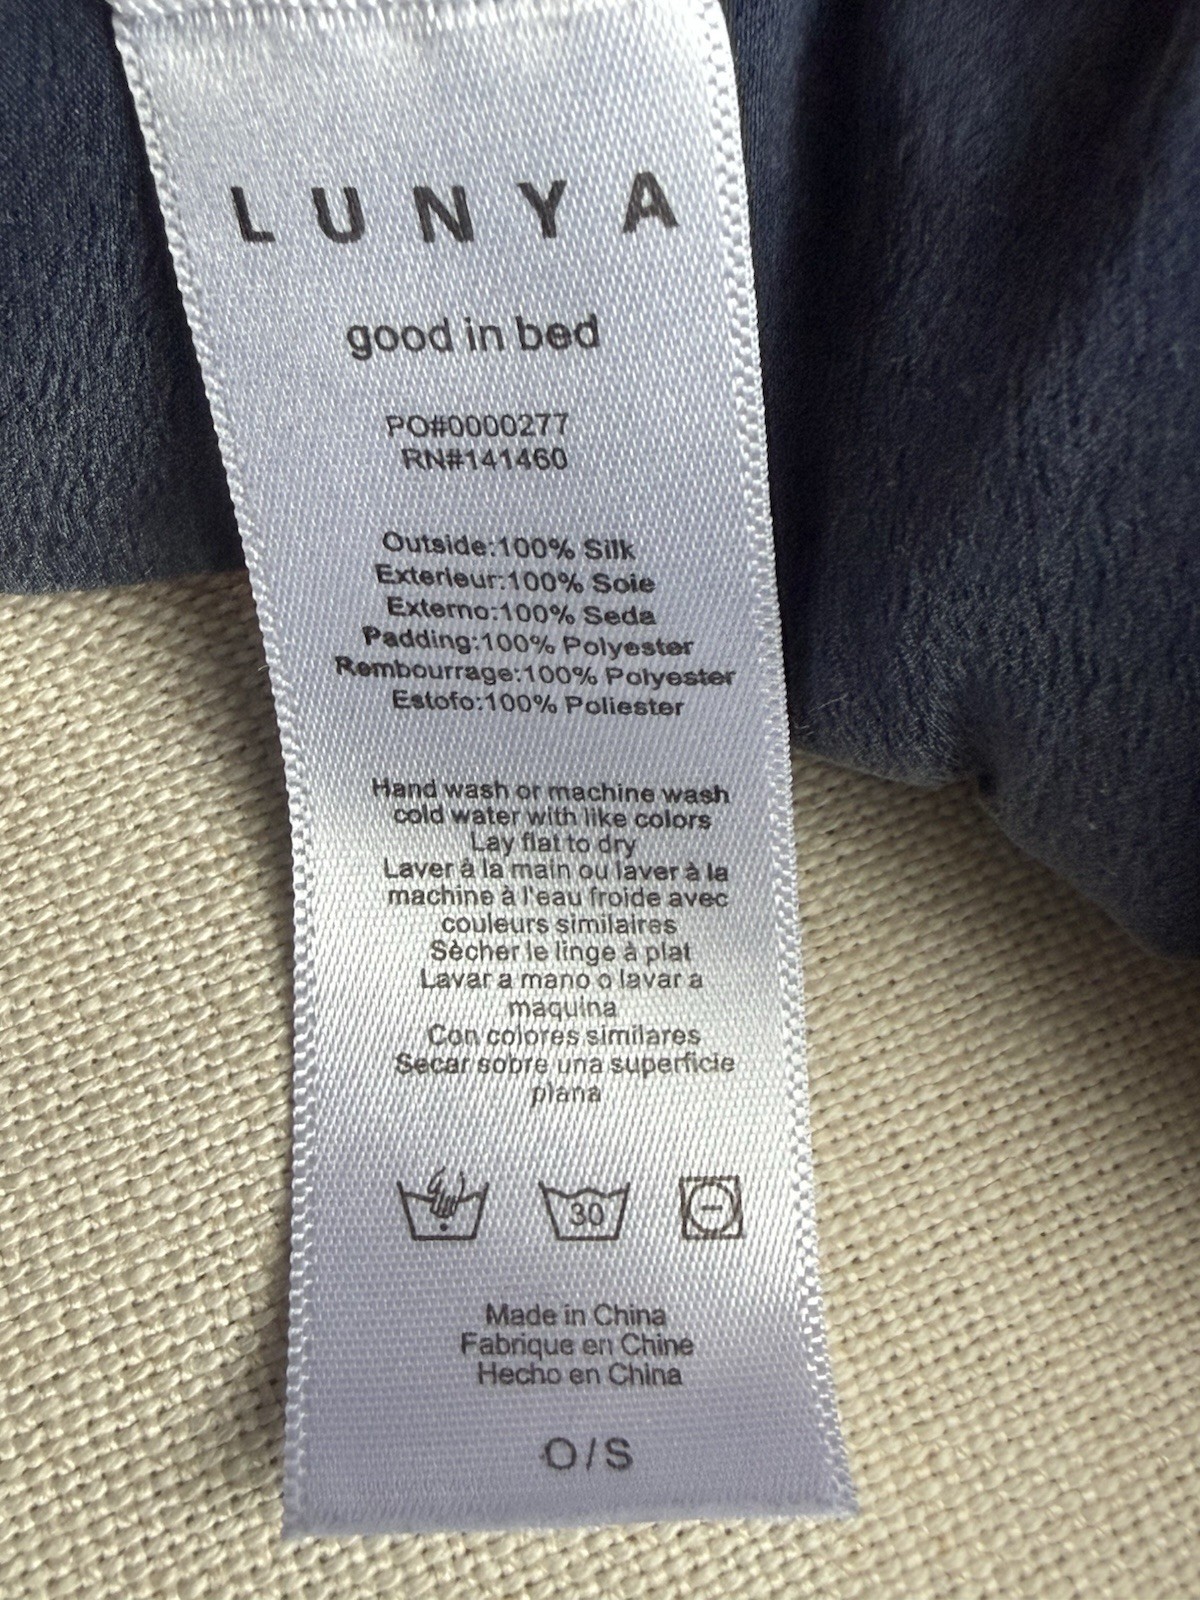 LUNYA
good in bed
PO#0000277
RN#141460
Outside:100% Silk
Exterieur:100% Soie
Externo:100% Seda
Padding:100% Polyester
Rembourrage:100% Polyester
Estofo:100% Poliester
Hand wash or machine wash
cold water with like colors
Lay flat to dry
Laver à la main ou laver à la
machine à l'eau froide avec
couleurs similaires
Sècher le linge à plat
Lavar a mano o lavar a
maquina
Con colores similares
Secar sobre una superficie
plana
30
Made in China
Fabrique en Chine
Hecho en China
O/S